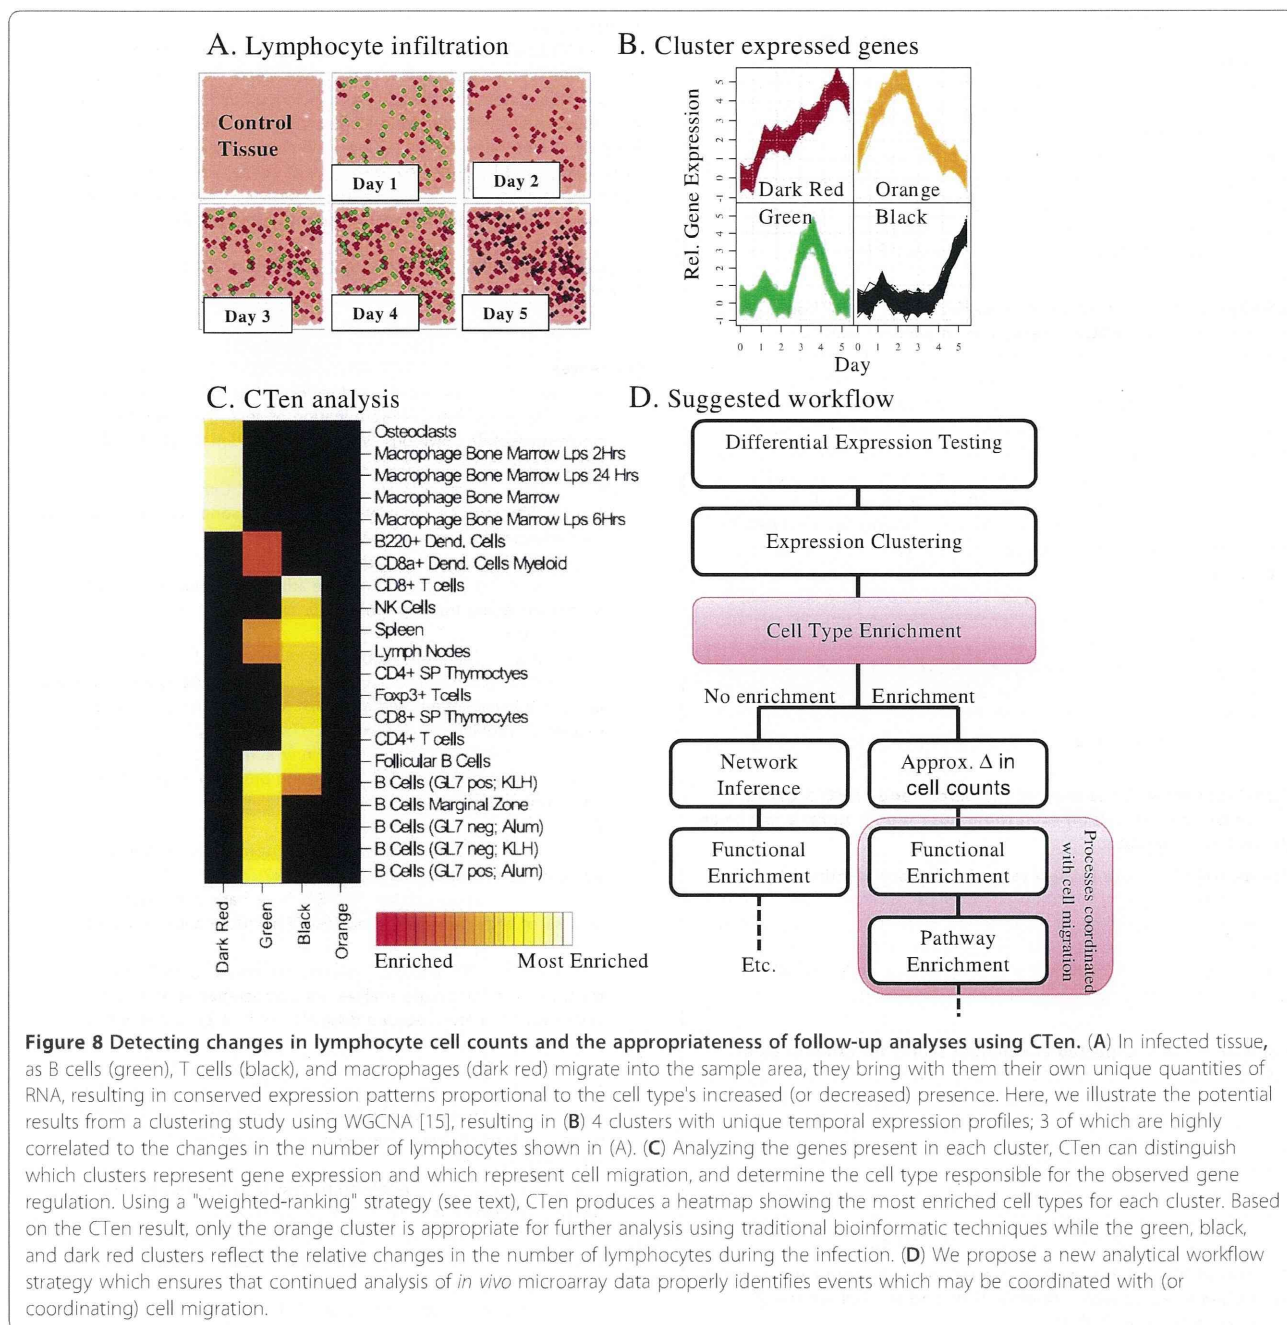 A. Lymphocyte infiltration
Control
Tissue
Day 1
Day 2
Day 3
Day 4
Day 5
B. Cluster expressed genes
Rel. Gene Expression
5
4
3
2
1
0
-1
5
4
3
2
1
0
-1
Dark Red
Orange
Green
Black
0 1 2 3 4 5
0 1 2 3 4 5
Day
C. CTen analysis
Osteoclasts
Macrophage Bone Marrow Lps 2Hrs
Macrophage Bone Marrow Lps 24 Hrs
Macrophage Bone Marrow
Macrophage Bone Marrow Lps 6Hrs
B220+ Dend. Cells
CD8a+ Dend. Cells Myeloid
CD8+ T cells
NK Cells
Spleen
Lymph Nodes
CD4+ SP Thymoctyes
Foxp3+ Tcells
CD8+ SP Thymocytes
CD4+ T cells
Follicular B Cells
B Cells (GL7 pos; KLH)
B Cells Marginal Zone
B Cells (GL7 neg; Alum)
B Cells (GL7 neg; KLH)
B Cells (GL7 pos; Alum)
Dark Red
Green
Black
Orange
Enriched
Most Enriched
D. Suggested workflow
Differential Expression Testing
Expression Clustering
Cell Type Enrichment
No enrichment
Enrichment
Network
Inference
Approx. Δ in
cell counts
Functional
Enrichment
Functional
Enrichment
Etc.
Pathway
Enrichment
Processes coordinated
with cell migration
Figure 8 Detecting changes in lymphocyte cell counts and the appropriateness of follow-up analyses using CTen. (A) In infected tissue,
as B cells (green), T cells (black), and macrophages (dark red) migrate into the sample area, they bring with them their own unique quantities of
RNA, resulting in conserved expression patterns proportional to the cell type's increased (or decreased) presence. Here, we illustrate the potential
results from a clustering study using WGCNA [15], resulting in (B) 4 clusters with unique temporal expression profiles; 3 of which are highly
correlated to the changes in the number of lymphocytes shown in (A). (C) Analyzing the genes present in each cluster, CTen can distinguish
which clusters represent gene expression and which represent cell migration, and determine the cell type responsible for the observed gene
regulation. Using a "weighted-ranking" strategy (see text), CTen produces a heatmap showing the most enriched cell types for each cluster. Based
on the CTen result, only the orange cluster is appropriate for further analysis using traditional bioinformatic techniques while the green, black,
and dark red clusters reflect the relative changes in the number of lymphocytes during the infection. (D) We propose a new analytical workflow
strategy which ensures that continued analysis of in vivo microarray data properly identifies events which may be coordinated with (or
coordinating) cell migration.